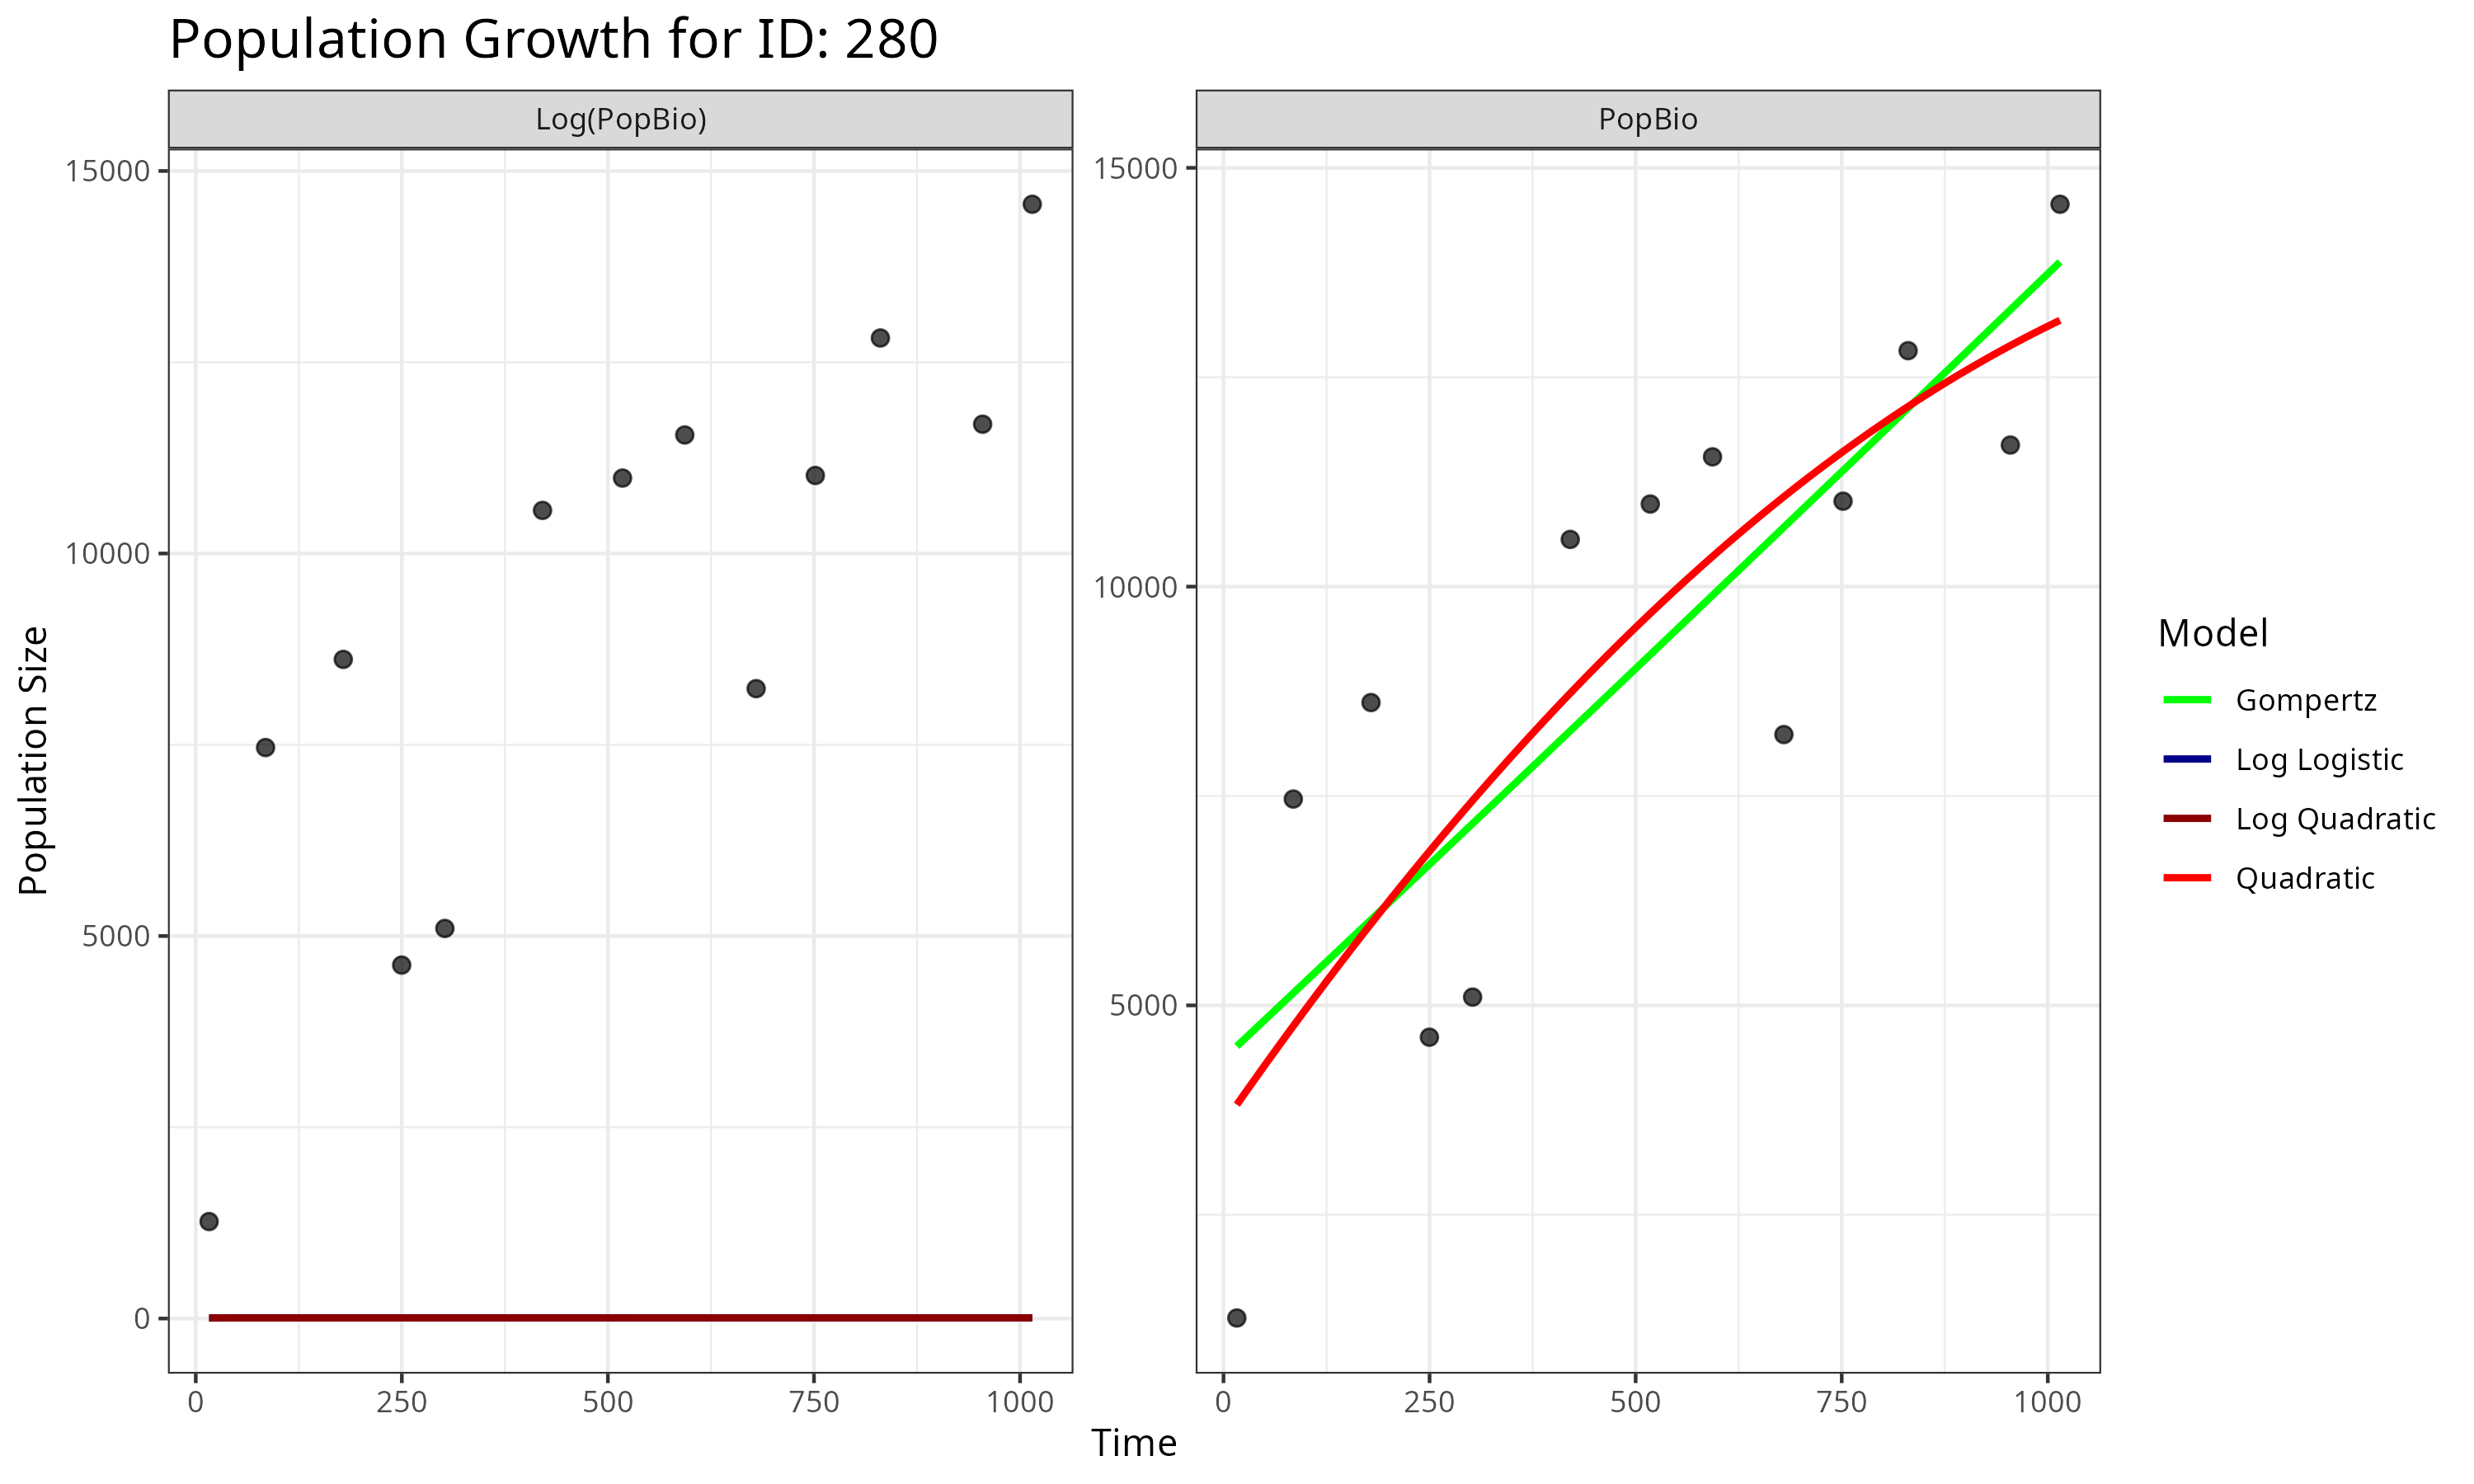 Population Growth for ID: 280
Log(PopBio)
PopBio
Population Size
15000
10000
5000
0
0 250 500 750 1000
15000
10000
5000
0 250 500 750 1000
Time
Model
Gompertz
Log Logistic
Log Quadratic
Quadratic